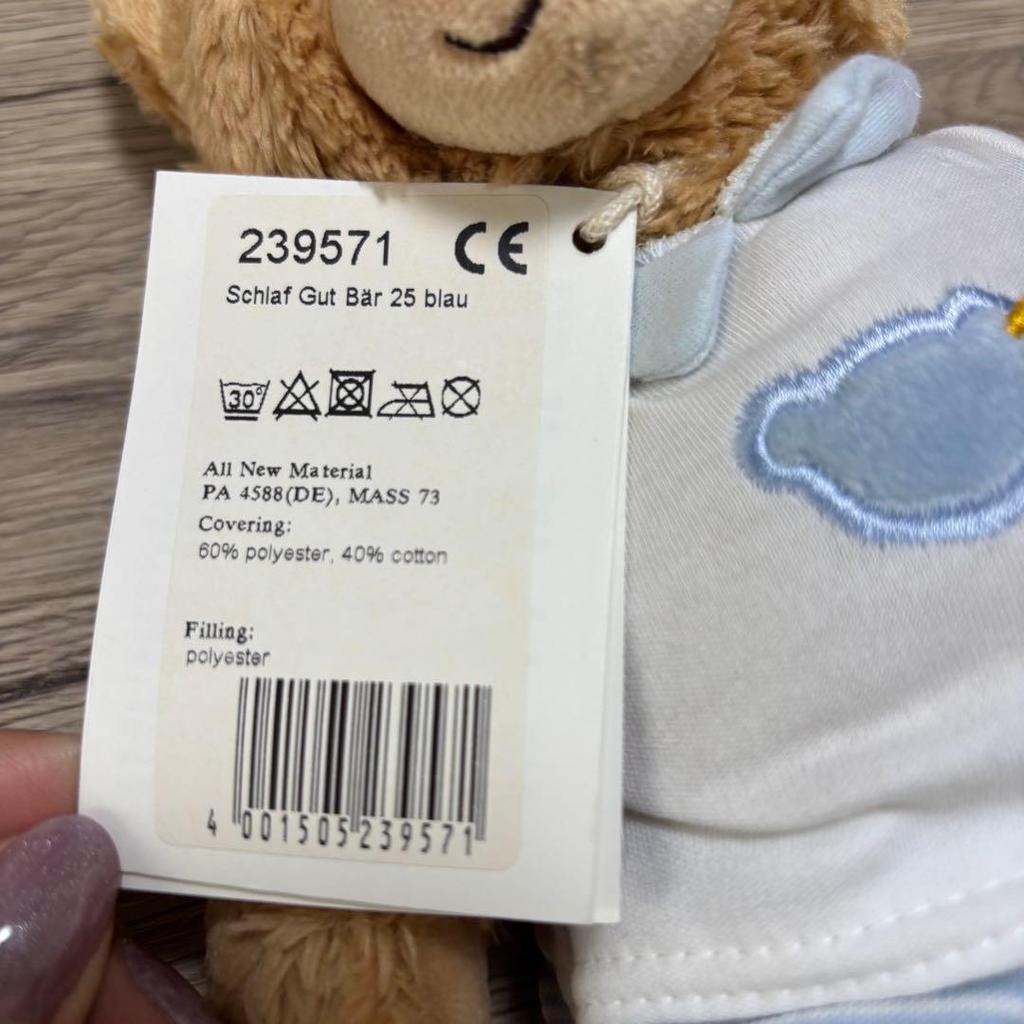 239571 CE
Schlaf Gut Bär 25 blau
30°
All New Material
PA 4588(DE), MASS 73
Covering:
60% polyester, 40% cotton
Filling:
polyester
4 001505 239571